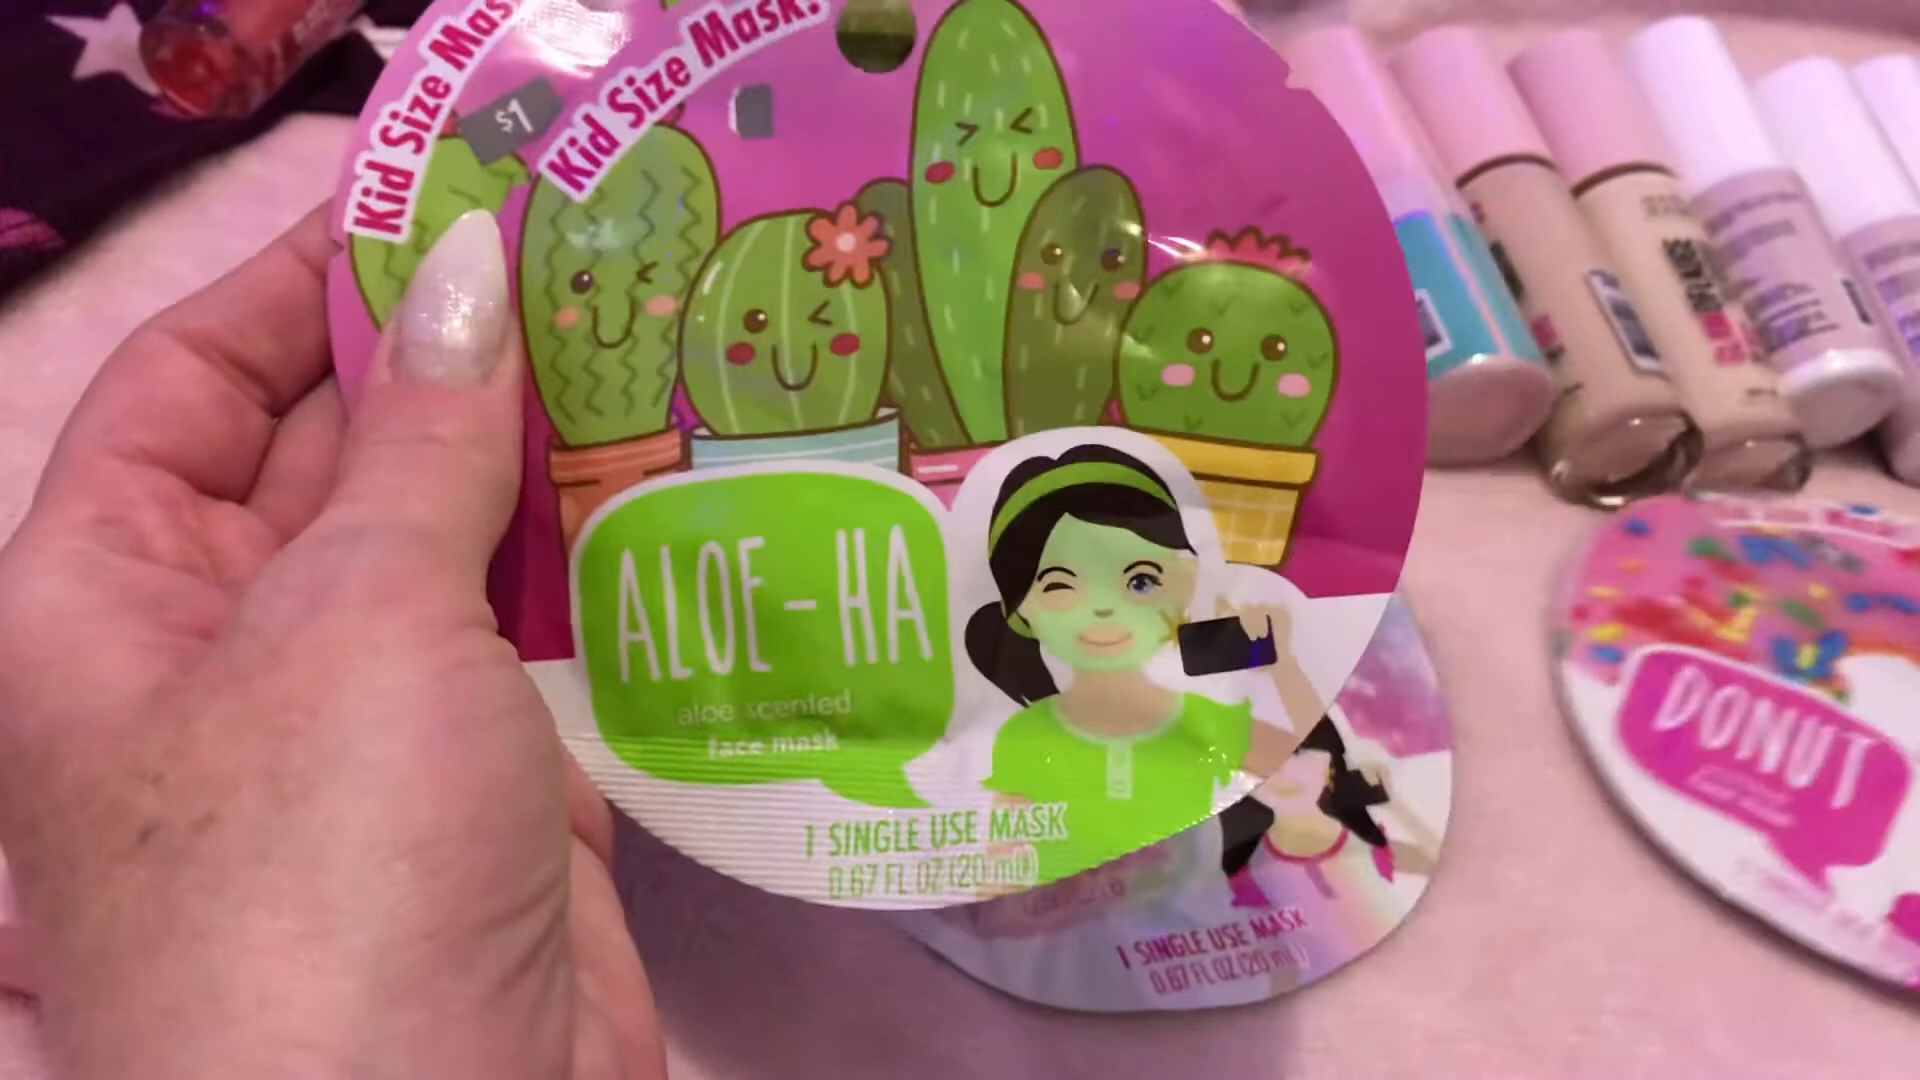 Kid Size Mas
Kid Size Mask!
$1
ALOE-HA
aloe scented
face mask
1 SINGLE USE MASK
0.67 FL OZ (20 mL)
1 SINGLE USE MASK
0.67 FL OZ (20 mL)
DONUT